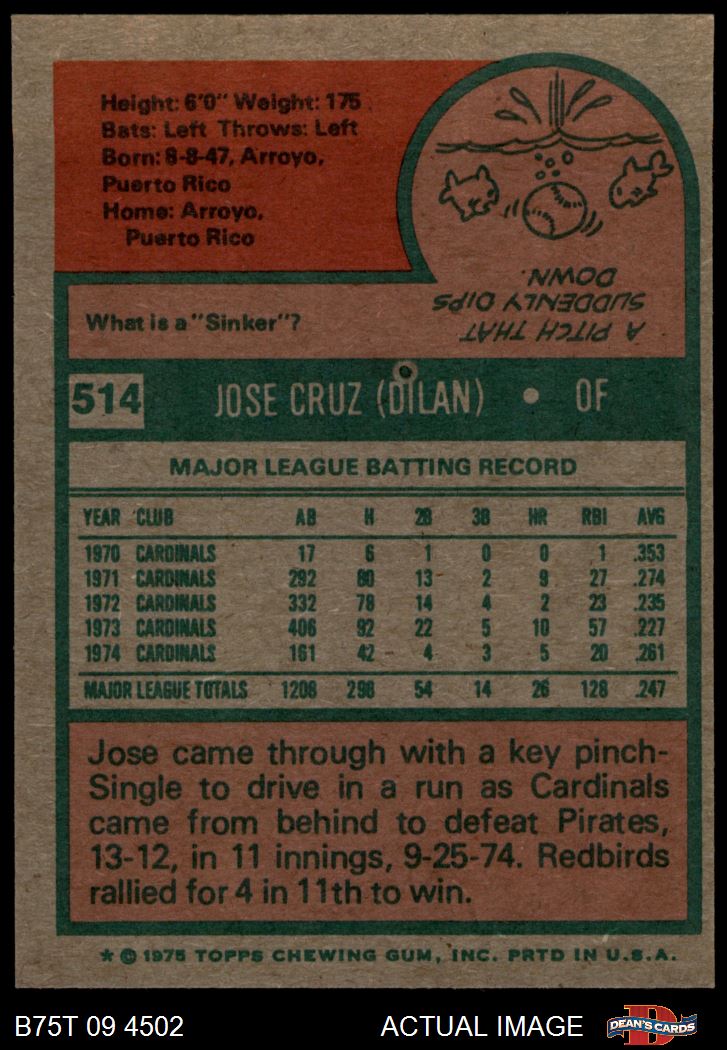 Height: 6'0" Weight: 175
Bats: Left Throws: Left
Born: 8-8-47, Arroyo,
Puerto Rico
Home: Arroyo,
Puerto Rico
What is a "Sinker"?
A PITCH THAT
SUDDENLY DIPS
DOWN.
514 JOSE CRUZ (DILAN) • OF
MAJOR LEAGUE BATTING RECORD
YEAR CLUB AB H 2B 3B HR RBI AVG
1970 CARDINALS 17 6 1 0 0 1 .353
1971 CARDINALS 292 80 13 2 9 27 .274
1972 CARDINALS 332 78 14 4 2 23 .235
1973 CARDINALS 406 92 22 5 10 57 .227
1974 CARDINALS 161 42 4 3 5 20 .261
MAJOR LEAGUE TOTALS 1208 298 54 14 26 128 .247
Jose came through with a key pinch-
Single to drive in a run as Cardinals
came from behind to defeat Pirates,
13-12, in 11 innings, 9-25-74. Redbirds
rallied for 4 in 11th to win.
* © 1975 TOPPS CHEWING GUM, INC. PRTD IN U.S.A.
B75T 09 4502 ACTUAL IMAGE DEAN'S CARDS